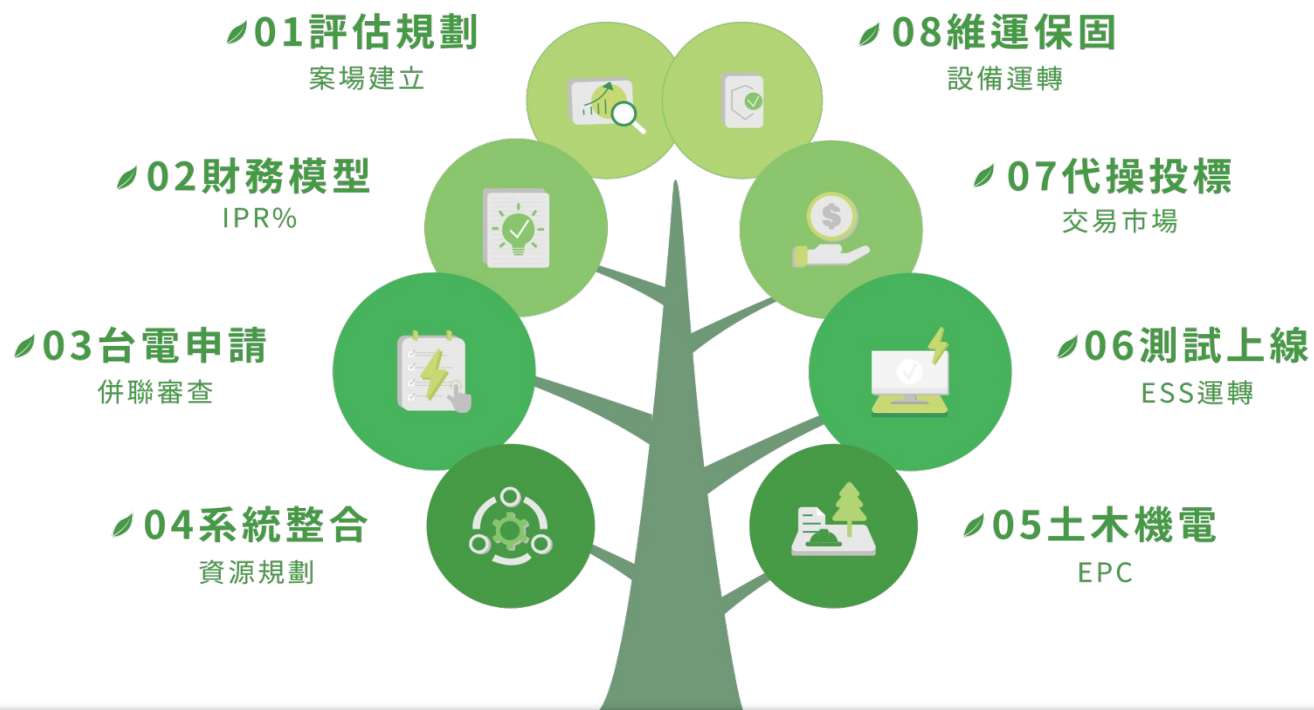 01評估規劃
案場建立
02財務模型
IPR%
03台電申請
併聯審查
04系統整合
資源規劃
05土木機電
EPC
06測試上線
ESS運轉
07代操投標
交易市場
08維運保固
設備運轉
$